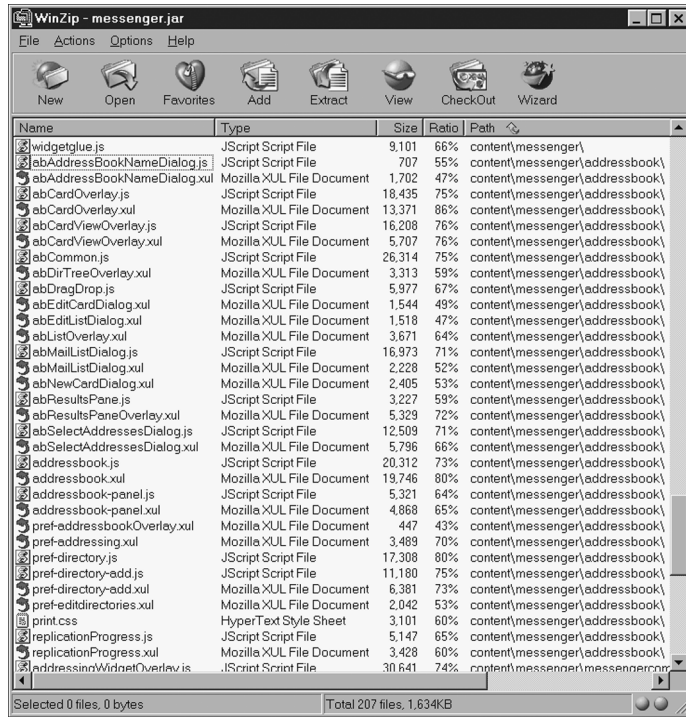 WinZip - messenger.jar
File Actions Options Help
New Open Favorites Add Extract View CheckOut Wizard
Name Type Size Ratio Path
widgetglue.js JScript Script File 9,101 66% content\messenger\
abAddressBookNameDialog.js JScript Script File 707 55% content\messenger\addressbook\
abAddressBookNameDialog.xul Mozilla XUL File Document 1,702 47% content\messenger\addressbook\
abCardOverlay.js JScript Script File 18,435 75% content\messenger\addressbook\
abCardOverlay.xul Mozilla XUL File Document 13,371 86% content\messenger\addressbook\
abCardViewOverlay.js JScript Script File 16,208 76% content\messenger\addressbook\
abCardViewOverlay.xul Mozilla XUL File Document 5,707 76% content\messenger\addressbook\
abCommon.js JScript Script File 26,314 75% content\messenger\addressbook\
abDirTreeOverlay.xul Mozilla XUL File Document 3,313 59% content\messenger\addressbook\
abDragDrop.js JScript Script File 5,977 67% content\messenger\addressbook\
abEditCardDialog.xul Mozilla XUL File Document 1,544 49% content\messenger\addressbook\
abEditListDialog.xul Mozilla XUL File Document 1,518 47% content\messenger\addressbook\
abListOverlay.xul Mozilla XUL File Document 3,671 64% content\messenger\addressbook\
abMailListDialog.js JScript Script File 16,973 71% content\messenger\addressbook\
abMailListDialog.xul Mozilla XUL File Document 2,228 52% content\messenger\addressbook\
abNewCardDialog.xul Mozilla XUL File Document 2,405 53% content\messenger\addressbook\
abResultsPane.js JScript Script File 3,227 59% content\messenger\addressbook\
abResultsPaneOverlay.xul Mozilla XUL File Document 5,329 72% content\messenger\addressbook\
abSelectAddressesDialog.js JScript Script File 12,509 71% content\messenger\addressbook\
abSelectAddressesDialog.xul Mozilla XUL File Document 5,796 66% content\messenger\addressbook\
addressbook.js JScript Script File 20,312 73% content\messenger\addressbook\
addressbook.xul Mozilla XUL File Document 19,746 80% content\messenger\addressbook\
addressbook-panel.js JScript Script File 5,321 64% content\messenger\addressbook\
addressbook-panel.xul Mozilla XUL File Document 4,868 65% content\messenger\addressbook\
pref-addressbookOverlay.xul Mozilla XUL File Document 447 43% content\messenger\addressbook\
pref-addressing.xul Mozilla XUL File Document 3,489 70% content\messenger\addressbook\
pref-directory.js JScript Script File 17,308 80% content\messenger\addressbook\
pref-directory-add.js JScript Script File 11,180 75% content\messenger\addressbook\
pref-directory-add.xul Mozilla XUL File Document 6,381 73% content\messenger\addressbook\
pref-editdirectories.xul Mozilla XUL File Document 2,042 53% content\messenger\addressbook\
print.css HyperText Style Sheet 3,101 60% content\messenger\addressbook\
replicationProgress.js JScript Script File 5,147 65% content\messenger\addressbook\
replicationProgress.xul Mozilla XUL File Document 3,428 60% content\messenger\addressbook\
addressingWidgetOverlay.js JScript Script File 30,641 74% content\messenger\messengercom
Selected 0 files, 0 bytes Total 207 files, 1,634KB